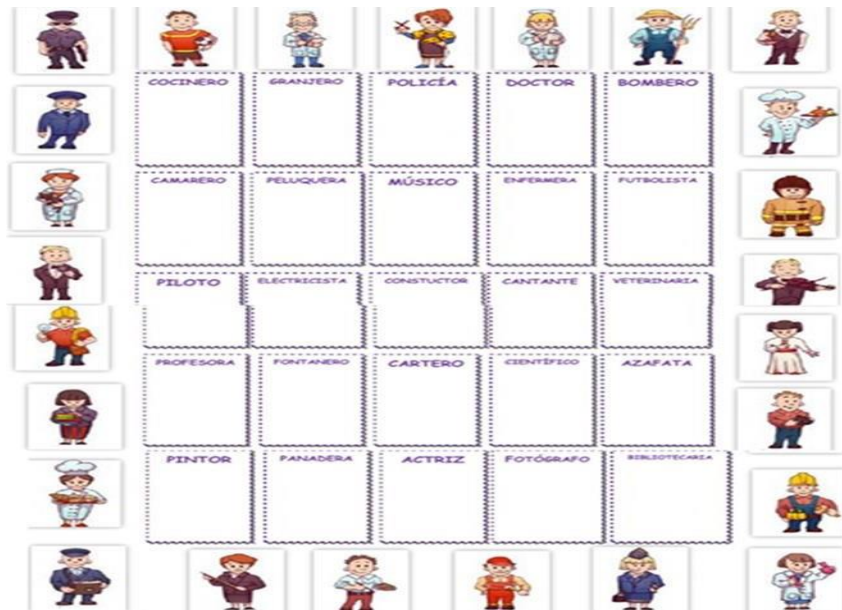 COCINERO GRANJERO POLICÍA DOCTOR BOMBERO
CAMARERO PELUQUERA MÚSICO ENFERMERA FUTBOLISTA
PILOTO ELECTRICISTA CONSTUCTOR CANTANTE VETERINARIA
PROFESORA FONTANERO CARTERO CIENTÍFICO AZAFATA
PINTOR PANADERA ACTRIZ FOTÓGRAFO BIBLIOTECARIA